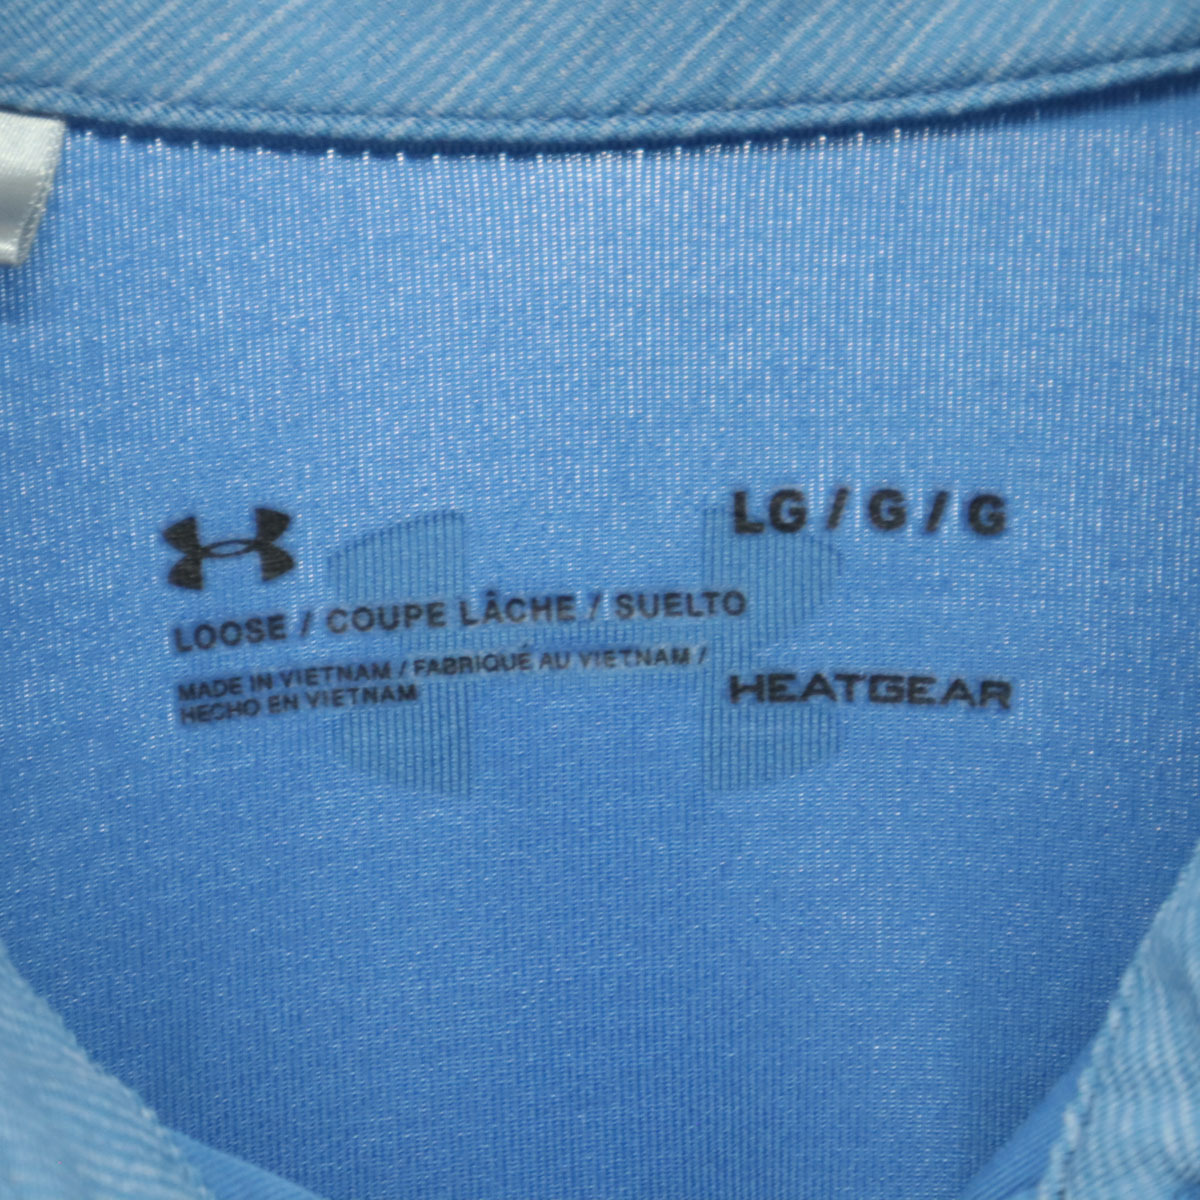 LG / G / G
LOOSE / COUPE LÂCHE / SUELTO
MADE IN VIETNAM / FABRIQUÉ AU VIETNAM /
HECHO EN VIETNAM
HEATGEAR